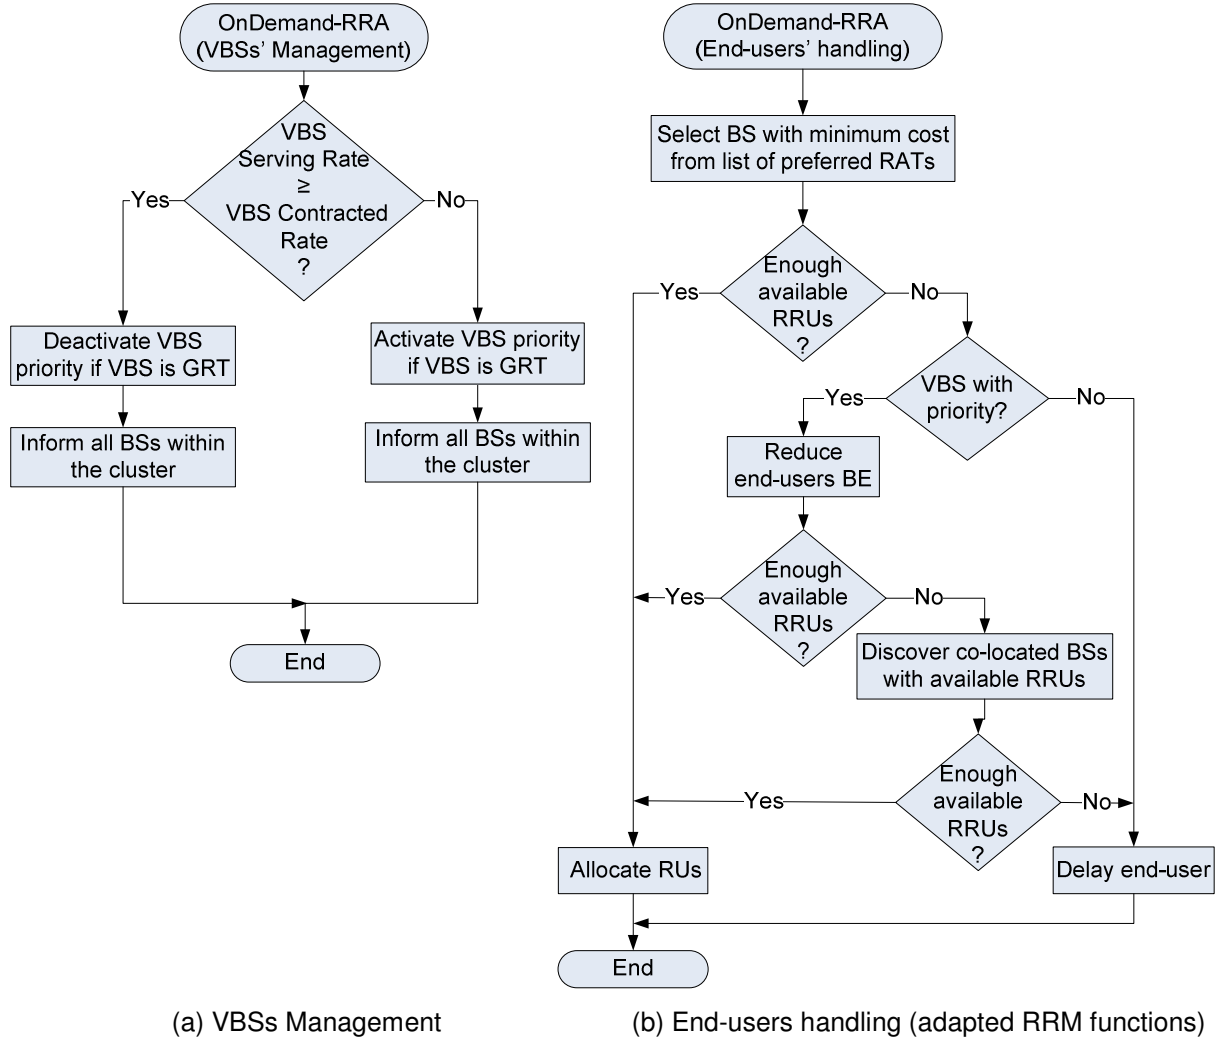 OnDemand-RRA
(VBSs’ Management)
VBS
Serving Rate
≥
VBS Contracted
Rate
?
Yes
No
Deactivate VBS
priority if VBS is GRT
Activate VBS priority
if VBS is GRT
Inform all BSs within
the cluster
Inform all BSs within
the cluster
End
(a) VBSs Management
OnDemand-RRA
(End-users’ handling)
Select BS with minimum cost
from list of preferred RATs
Enough
available
RRUs
?
Yes
No
VBS with
priority?
Yes
No
Reduce
end-users BE
Enough
available
RRUs
?
Yes
No
Discover co-located BSs
with available RRUs
Enough
available
RRUs
?
Yes
No
Allocate RUs
Delay end-user
End
(b) End-users handling (adapted RRM functions)